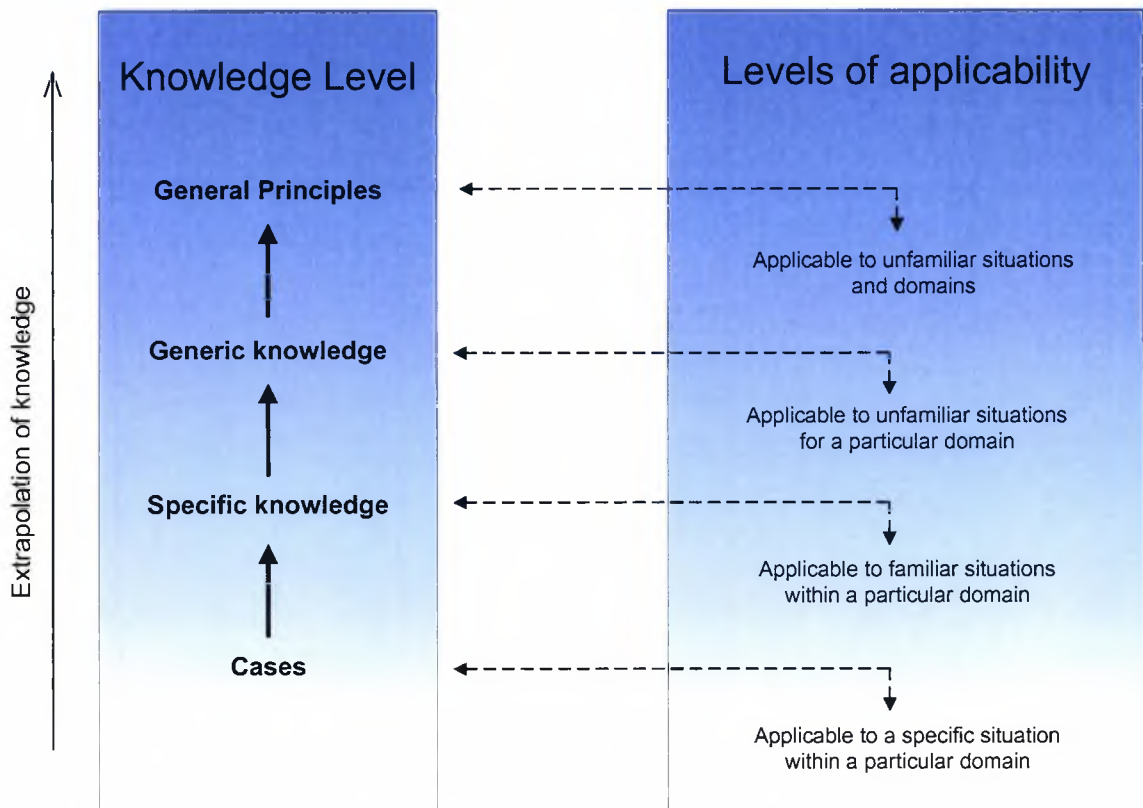 Extrapolation of knowledge
Knowledge Level
General Principles
Generic knowledge
Specific knowledge
Cases
Levels of applicability
Applicable to unfamiliar situations
and domains
Applicable to unfamiliar situations
for a particular domain
Applicable to familiar situations
within a particular domain
Applicable to a specific situation
within a particular domain